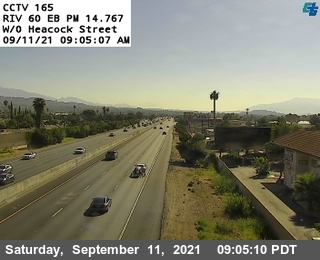 CCTV 165
RIV 60 EB PM 14.767
W/O Heacock Street
09/11/21 09:05:07 AM
Saturday, September 11, 2021 09:05:10 PDT